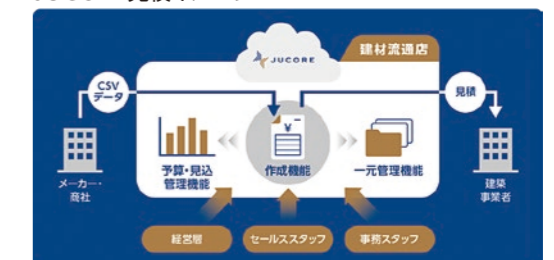 JUCORE
建材流通店
CSV
データ
見積
¥
予算・見込
管理機能
作成機能
一元管理機能
メーカー・
商社
建築
事業者
経営層
セールススタッフ
事務スタッフ